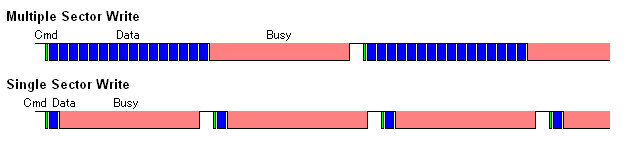 Multiple Sector Write
Cmd Data Busy
Single Sector Write
Cmd Data Busy